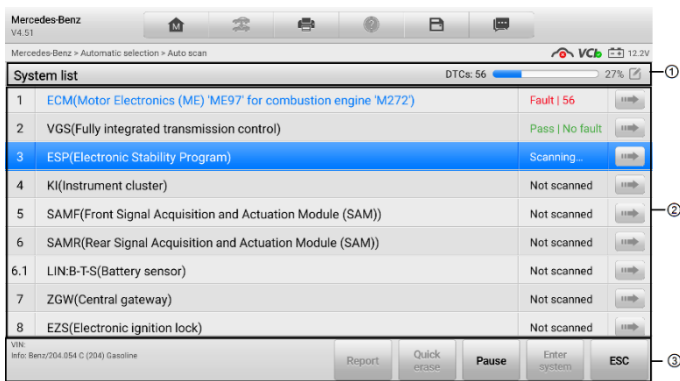 Mercedes-Benz
V4.51
M
?
Mercedes-Benz > Automatic selection > Auto scan
VCb
12.2V
System list
DTCs: 56
27%
①
1 ECM(Motor Electronics (ME) 'ME97' for combustion engine 'M272') Fault | 56
2 VGS(Fully integrated transmission control) Pass | No fault
3 ESP(Electronic Stability Program) Scanning...
4 KI(Instrument cluster) Not scanned
5 SAMF(Front Signal Acquisition and Actuation Module (SAM)) Not scanned
②
6 SAMR(Rear Signal Acquisition and Actuation Module (SAM)) Not scanned
6.1 LIN:B-T-S(Battery sensor) Not scanned
7 ZGW(Central gateway) Not scanned
8 EZS(Electronic ignition lock) Not scanned
VIN:
Info: Benz/204.054 C (204) Gasoline
Report
Quick
erase
Pause
Enter
system
ESC
③